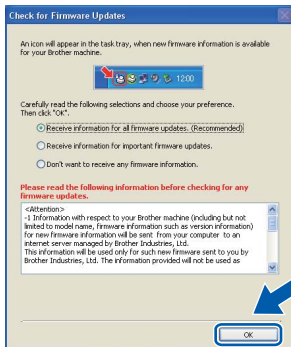 Check for Firmware Updates
An icon will appear in the task tray, when new firmware information is available
for your Brother machine.
12:00
Carefully read the following selections and choose your preference.
Then click "OK".
Receive information for all firmware updates. (Recommended)
Receive information for important firmware updates.
Don't want to receive any firmware information.
Please read the following information before checking for any
firmware updates.
<Attention>
-1 Information with respect to your Brother machine (including but not
limited to model name, firmware information such as version information)
for new firmware information will be sent from your computer to an
internet server managed by Brother Industries, Ltd.
This information will be used only for such new firmware sent to you by
Brother Industries, Ltd. The information provided will not be used as
OK